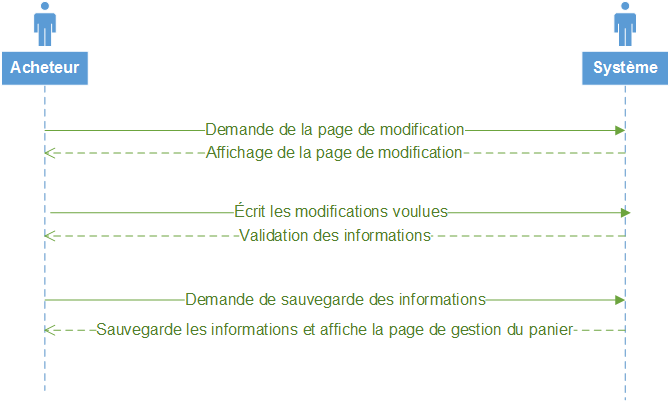 Acheteur
Système
Demande de la page de modification
Affichage de la page de modification
Écrit les modifications voulues
Validation des informations
Demande de sauvegarde des informations
Sauvegarde les informations et affiche la page de gestion du panier